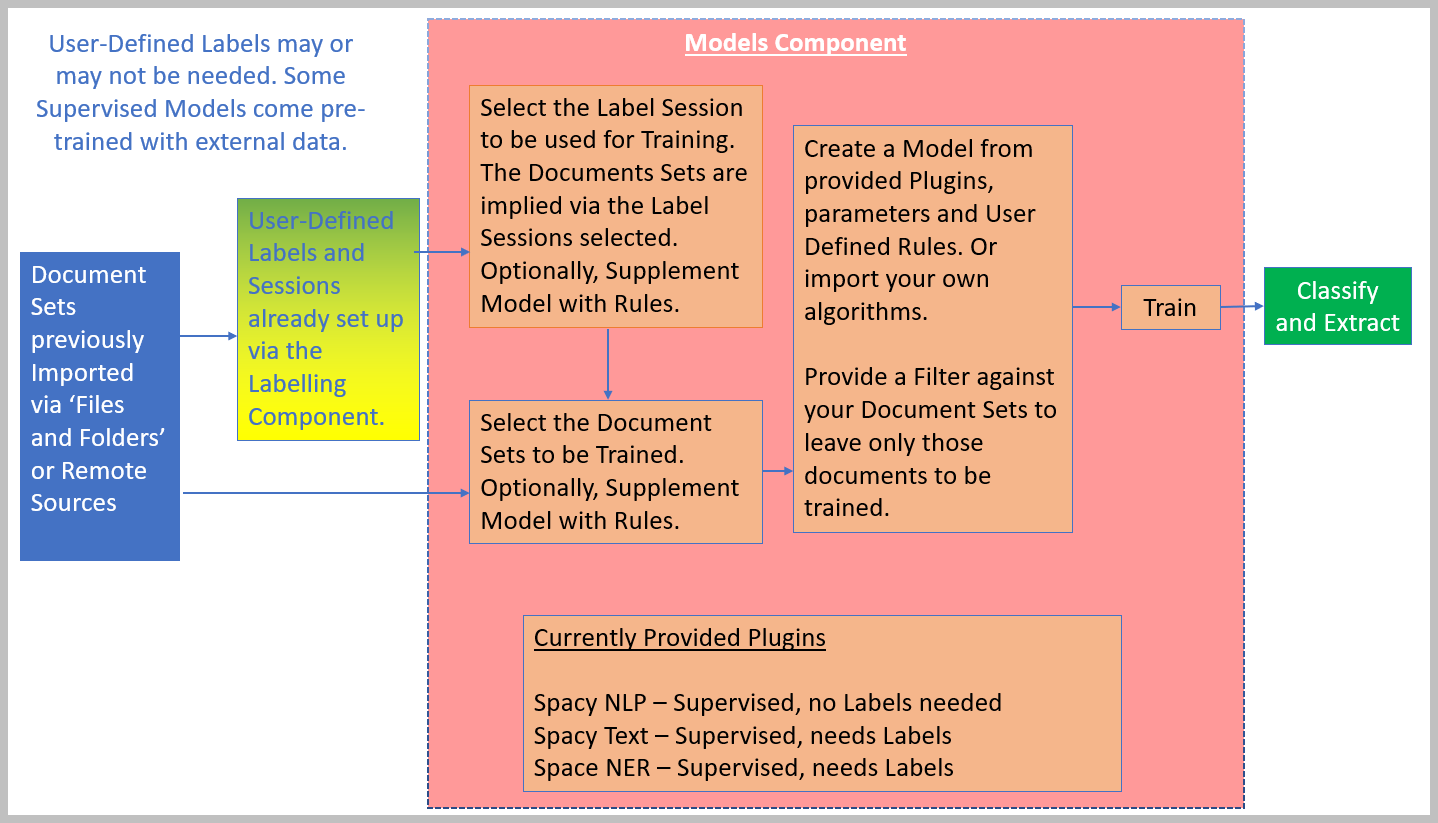 User-Defined Labels may or
may not be needed. Some
Supervised Models come pre-
trained with external data.
Document
Sets
previously
Imported
via ‘Files
and Folders’
or Remote
Sources
User-Defined
Labels and
Sessions
already set up
via the
Labelling
Component.
Models Component
Select the Label Session
to be used for Training.
The Documents Sets are
implied via the Label
Sessions selected.
Optionally, Supplement
Model with Rules.
Select the Document
Sets to be Trained.
Optionally, Supplement
Model with Rules.
Create a Model from
provided Plugins,
parameters and User
Defined Rules. Or
import your own
algorithms.
Provide a Filter against
your Document Sets to
leave only those
documents to be
trained.
Train
Classify
and Extract
Currently Provided Plugins
Spacy NLP – Supervised, no Labels needed
Spacy Text – Supervised, needs Labels
Space NER – Supervised, needs Labels